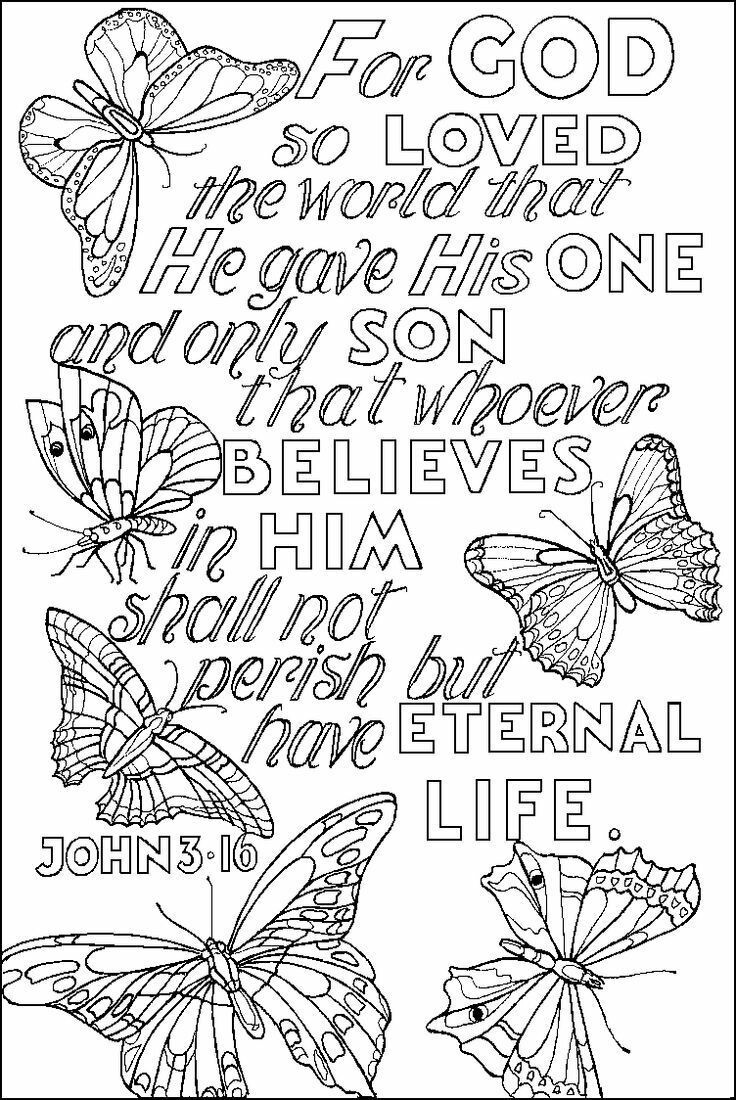 For GOD
so LOVED
the world that
He gave His ONE
and only SON
that whoever
BELIEVES
in HIM
shall not
perish but
have ETERNAL
LIFE.
JOHN 3·16